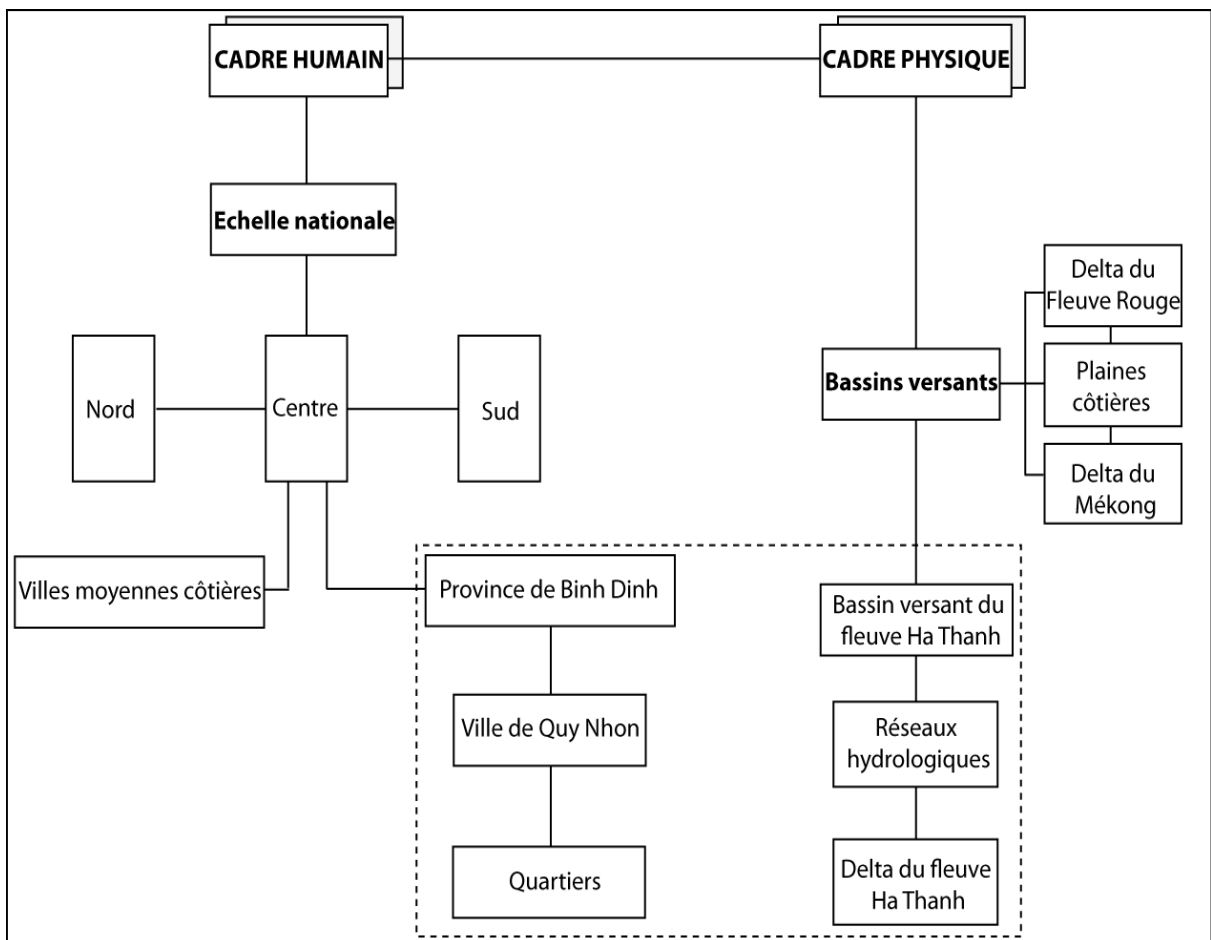 CADRE HUMAIN
CADRE PHYSIQUE
Echelle nationale
Delta du
Fleuve Rouge
Nord
Centre
Sud
Bassins versants
Plaines
côtières
Delta du
Mékong
Villes moyennes côtières
Province de Binh Dinh
Bassin versant du
fleuve Ha Thanh
Ville de Quy Nhon
Réseaux
hydrologiques
Quartiers
Delta du fleuve
Ha Thanh